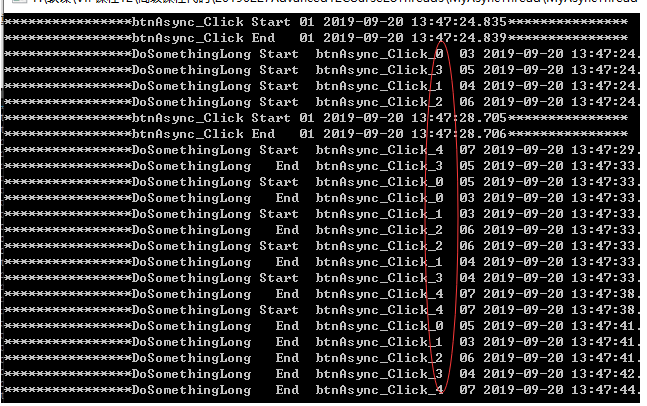 ****************btnAsync_Click Start 01 2019-09-20 13:47:24.835***************
****************btnAsync_Click End   01 2019-09-20 13:47:24.839***************
****************DoSomethingLong Start  btnAsync_Click_0  03 2019-09-20 13:47:24.
****************DoSomethingLong Start  btnAsync_Click_3  05 2019-09-20 13:47:24.
****************DoSomethingLong Start  btnAsync_Click_1  04 2019-09-20 13:47:24.
****************DoSomethingLong Start  btnAsync_Click_2  06 2019-09-20 13:47:24.
****************btnAsync_Click Start 01 2019-09-20 13:47:28.705***************
****************btnAsync_Click End   01 2019-09-20 13:47:28.706***************
****************DoSomethingLong Start  btnAsync_Click_4  07 2019-09-20 13:47:29.
****************DoSomethingLong   End  btnAsync_Click_3  05 2019-09-20 13:47:33.
****************DoSomethingLong Start  btnAsync_Click_0  05 2019-09-20 13:47:33.
****************DoSomethingLong   End  btnAsync_Click_0  03 2019-09-20 13:47:33.
****************DoSomethingLong Start  btnAsync_Click_1  03 2019-09-20 13:47:33.
****************DoSomethingLong   End  btnAsync_Click_2  06 2019-09-20 13:47:33.
****************DoSomethingLong Start  btnAsync_Click_2  06 2019-09-20 13:47:33.
****************DoSomethingLong   End  btnAsync_Click_1  04 2019-09-20 13:47:33.
****************DoSomethingLong Start  btnAsync_Click_3  04 2019-09-20 13:47:33.
****************DoSomethingLong   End  btnAsync_Click_4  07 2019-09-20 13:47:38.
****************DoSomethingLong Start  btnAsync_Click_4  07 2019-09-20 13:47:38.
****************DoSomethingLong   End  btnAsync_Click_0  05 2019-09-20 13:47:41.
****************DoSomethingLong   End  btnAsync_Click_1  03 2019-09-20 13:47:41.
****************DoSomethingLong   End  btnAsync_Click_2  06 2019-09-20 13:47:41.
****************DoSomethingLong   End  btnAsync_Click_3  04 2019-09-20 13:47:42.
****************DoSomethingLong   End  btnAsync_Click_4  07 2019-09-20 13:47:44.